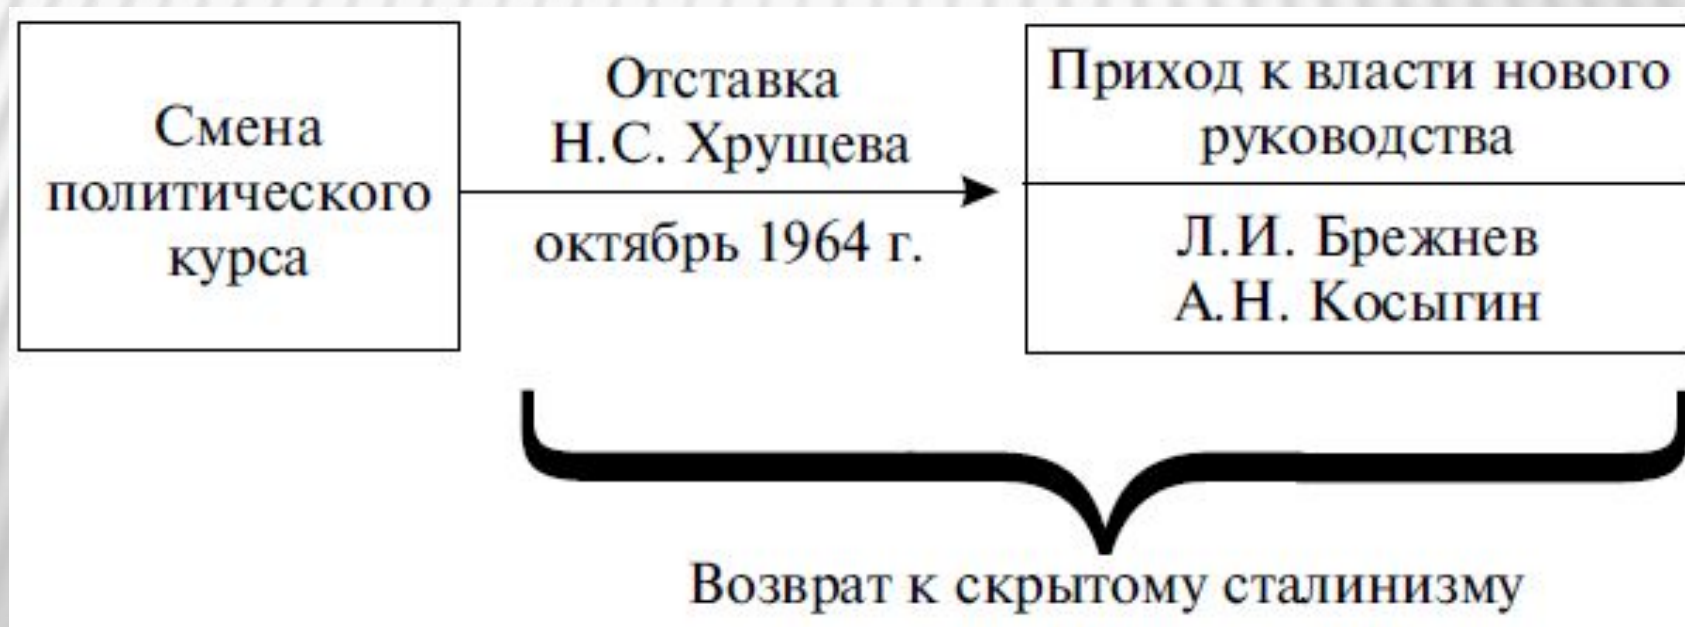 Смена
политического
курса
Отставка
Н.С. Хрущева
октябрь 1964 г.
Приход к власти нового
руководства
Л.И. Брежнев
А.Н. Косыгин
Возврат к скрытому сталинизму